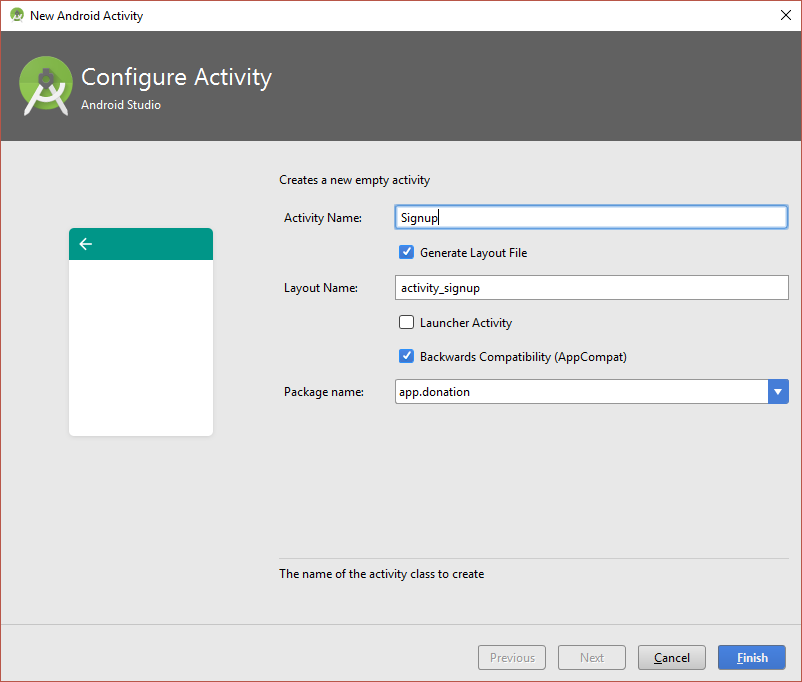 New Android Activity
Configure Activity
Android Studio
Creates a new empty activity
Activity Name: Signup
Generate Layout File
Layout Name: activity_signup
Launcher Activity
Backwards Compatibility (AppCompat)
Package name: app.donation
The name of the activity class to create
Previous Next Cancel Finish